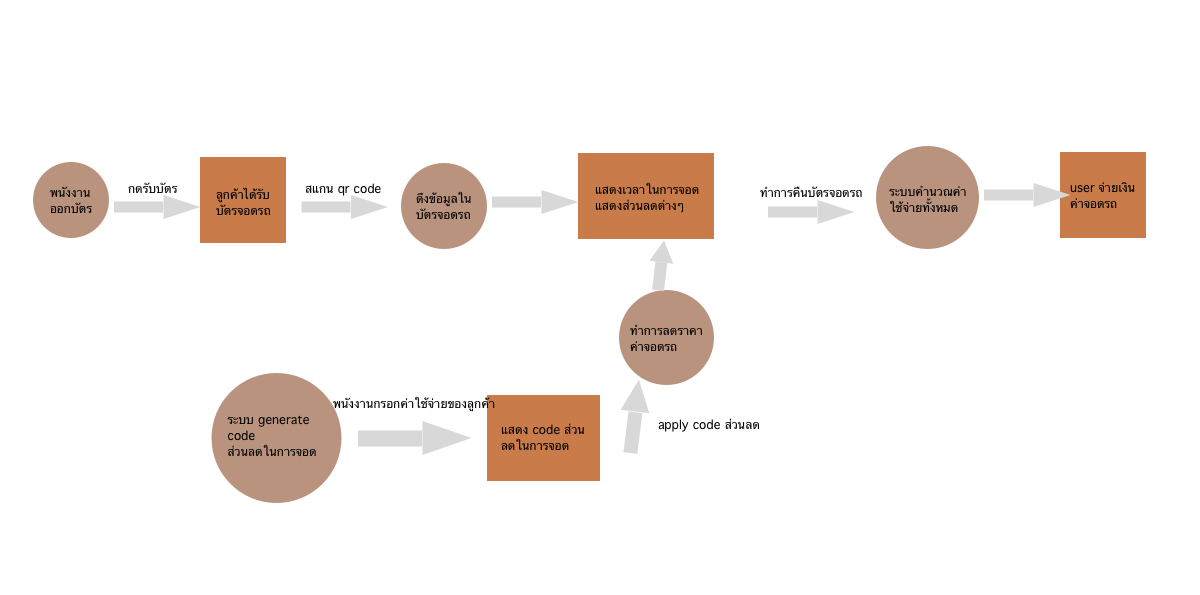 พนังงาน
ออกบัตร
กดรับบัตร
ลูกค้าได้รับ
บัตรจอดรถ
สแกน qr code
ดึงข้อมูลใน
บัตรจอดรถ
แสดงเวลาในการจอด
แสดงส่วนลดต่างๆ
ทำการคืนบัตรจอดรถ
ระบบคำนวณค่า
ใช้จ่ายทั้งหมด
user จ่ายเงิน
ค่าจอดรถ
ทำการลดราคา
ค่าจอดรถ
ระบบ generate
code
ส่วนลดในการจอด
พนังงานกรอกค่าใช้จ่ายของลูกค้า
แสดง code ส่วน
ลดในการจอด
apply code ส่วนลด